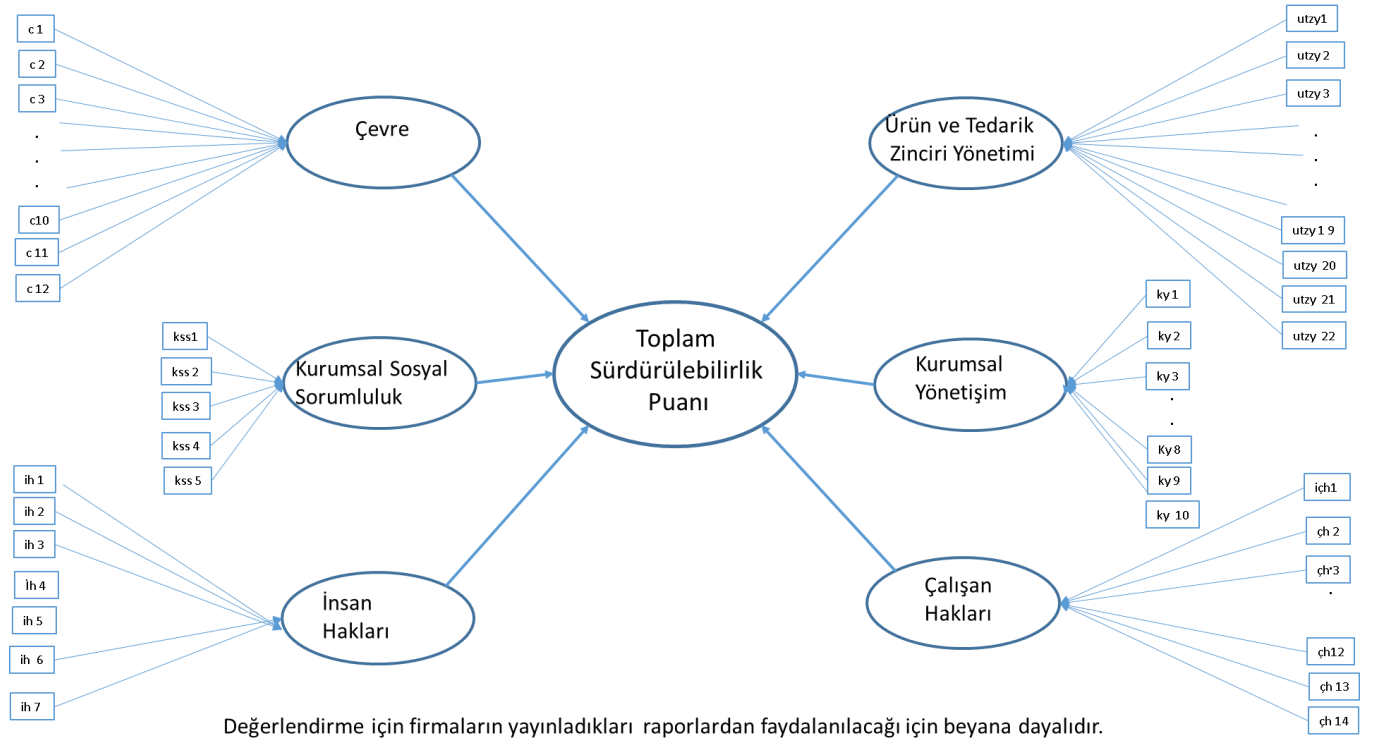 c 1
c 2
c 3
.
.
.
c10
c 11
c 12
Çevre
utzy1
utzy 2
utzy 3
.
.
.
utzy1 9
utzy 20
utzy 21
utzy 22
Ürün ve Tedarik
Zinciri Yönetimi
kss1
kss 2
kss 3
kss 4
kss 5
Kurumsal Sosyal
Sorumluluk
Toplam
Sürdürülebilirlik
Puanı
Kurumsal
Yönetişim
ky 1
ky 2
ky 3
.
.
Ky 8
ky 9
ky 10
ih 1
ih 2
ih 3
İh 4
ih 5
ih 6
ih 7
İnsan
Hakları
Çalışan
Hakları
içh1
çh 2
çh'3
.
çh12
çh 13
çh 14
Değerlendirme için firmaların yayınladıkları raporlardan faydalanılacağı için beyana dayalıdır.